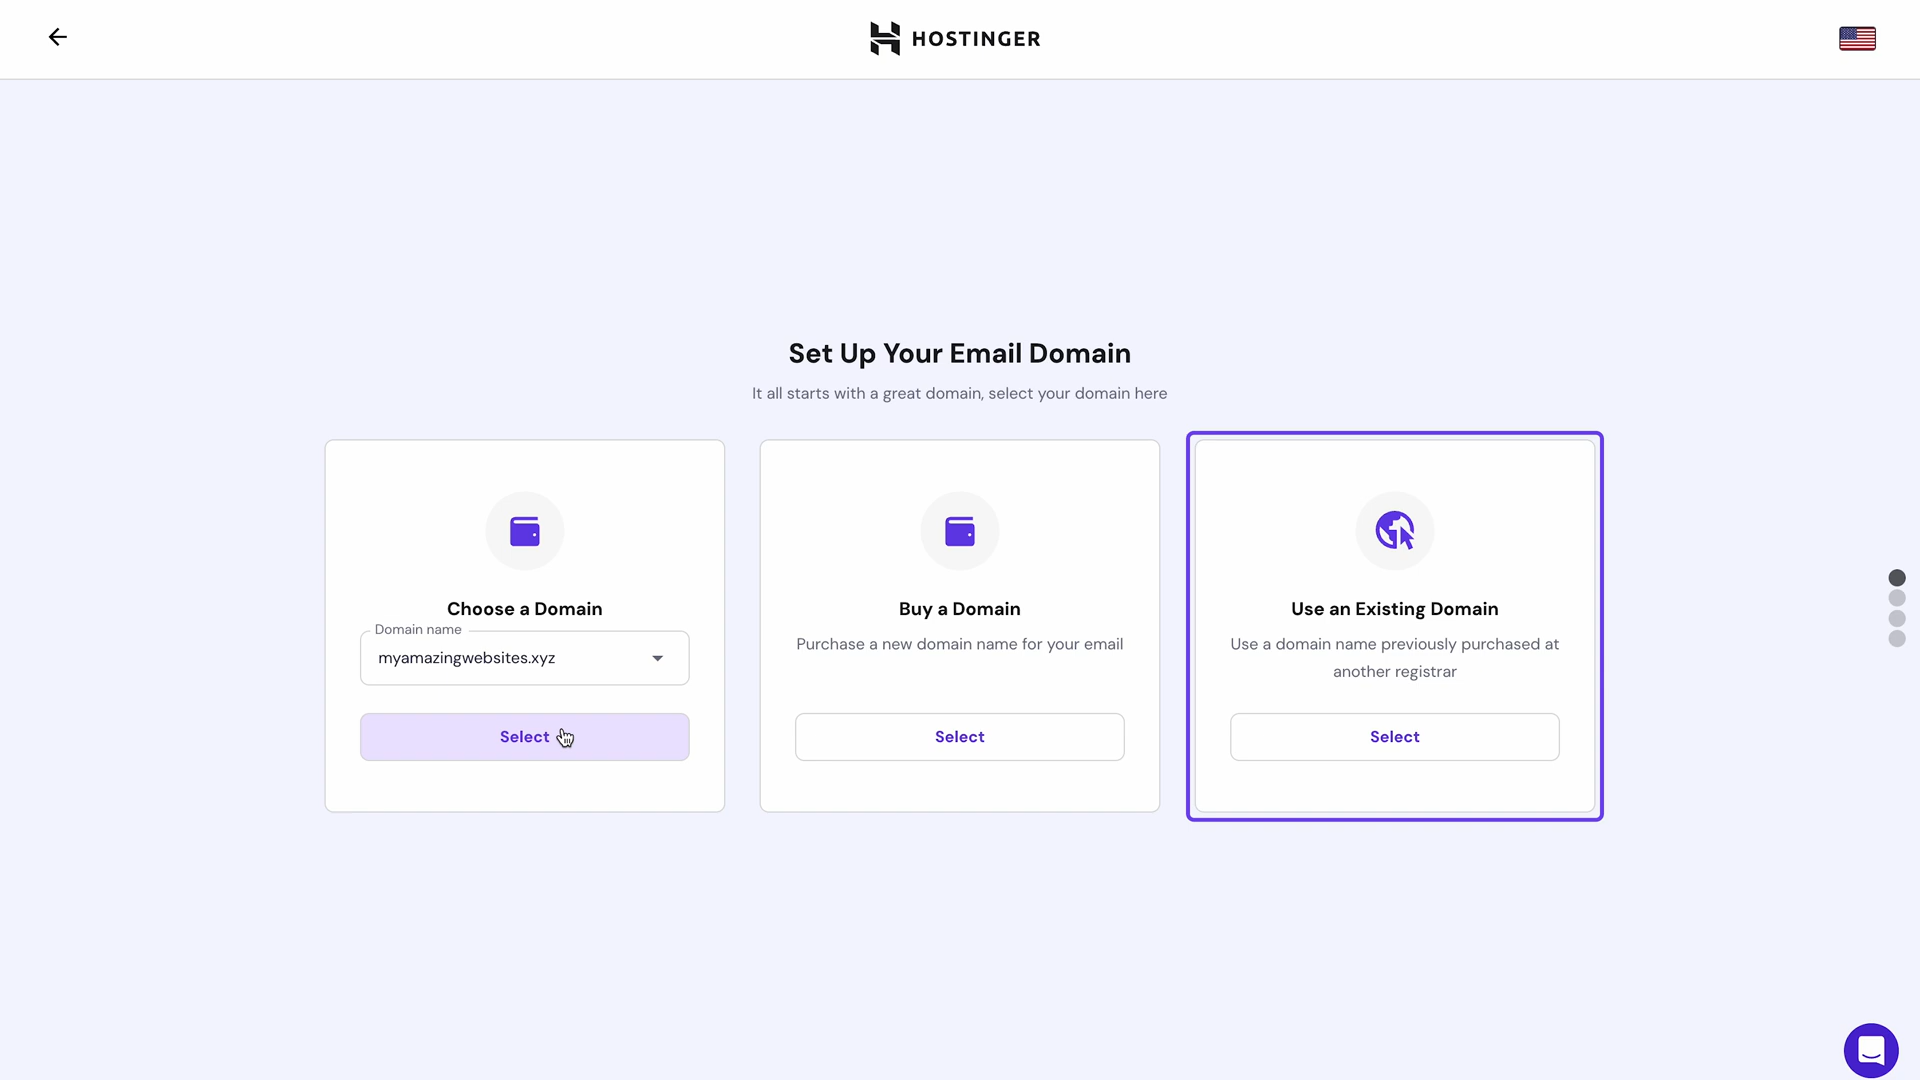 HOSTINGER
Set Up Your Email Domain
It all starts with a great domain, select your domain here
Choose a Domain
Domain name
myamazingwebsites.xyz
Select
Buy a Domain
Purchase a new domain name for your email
Select
Use an Existing Domain
Use a domain name previously purchased at
another registrar
Select